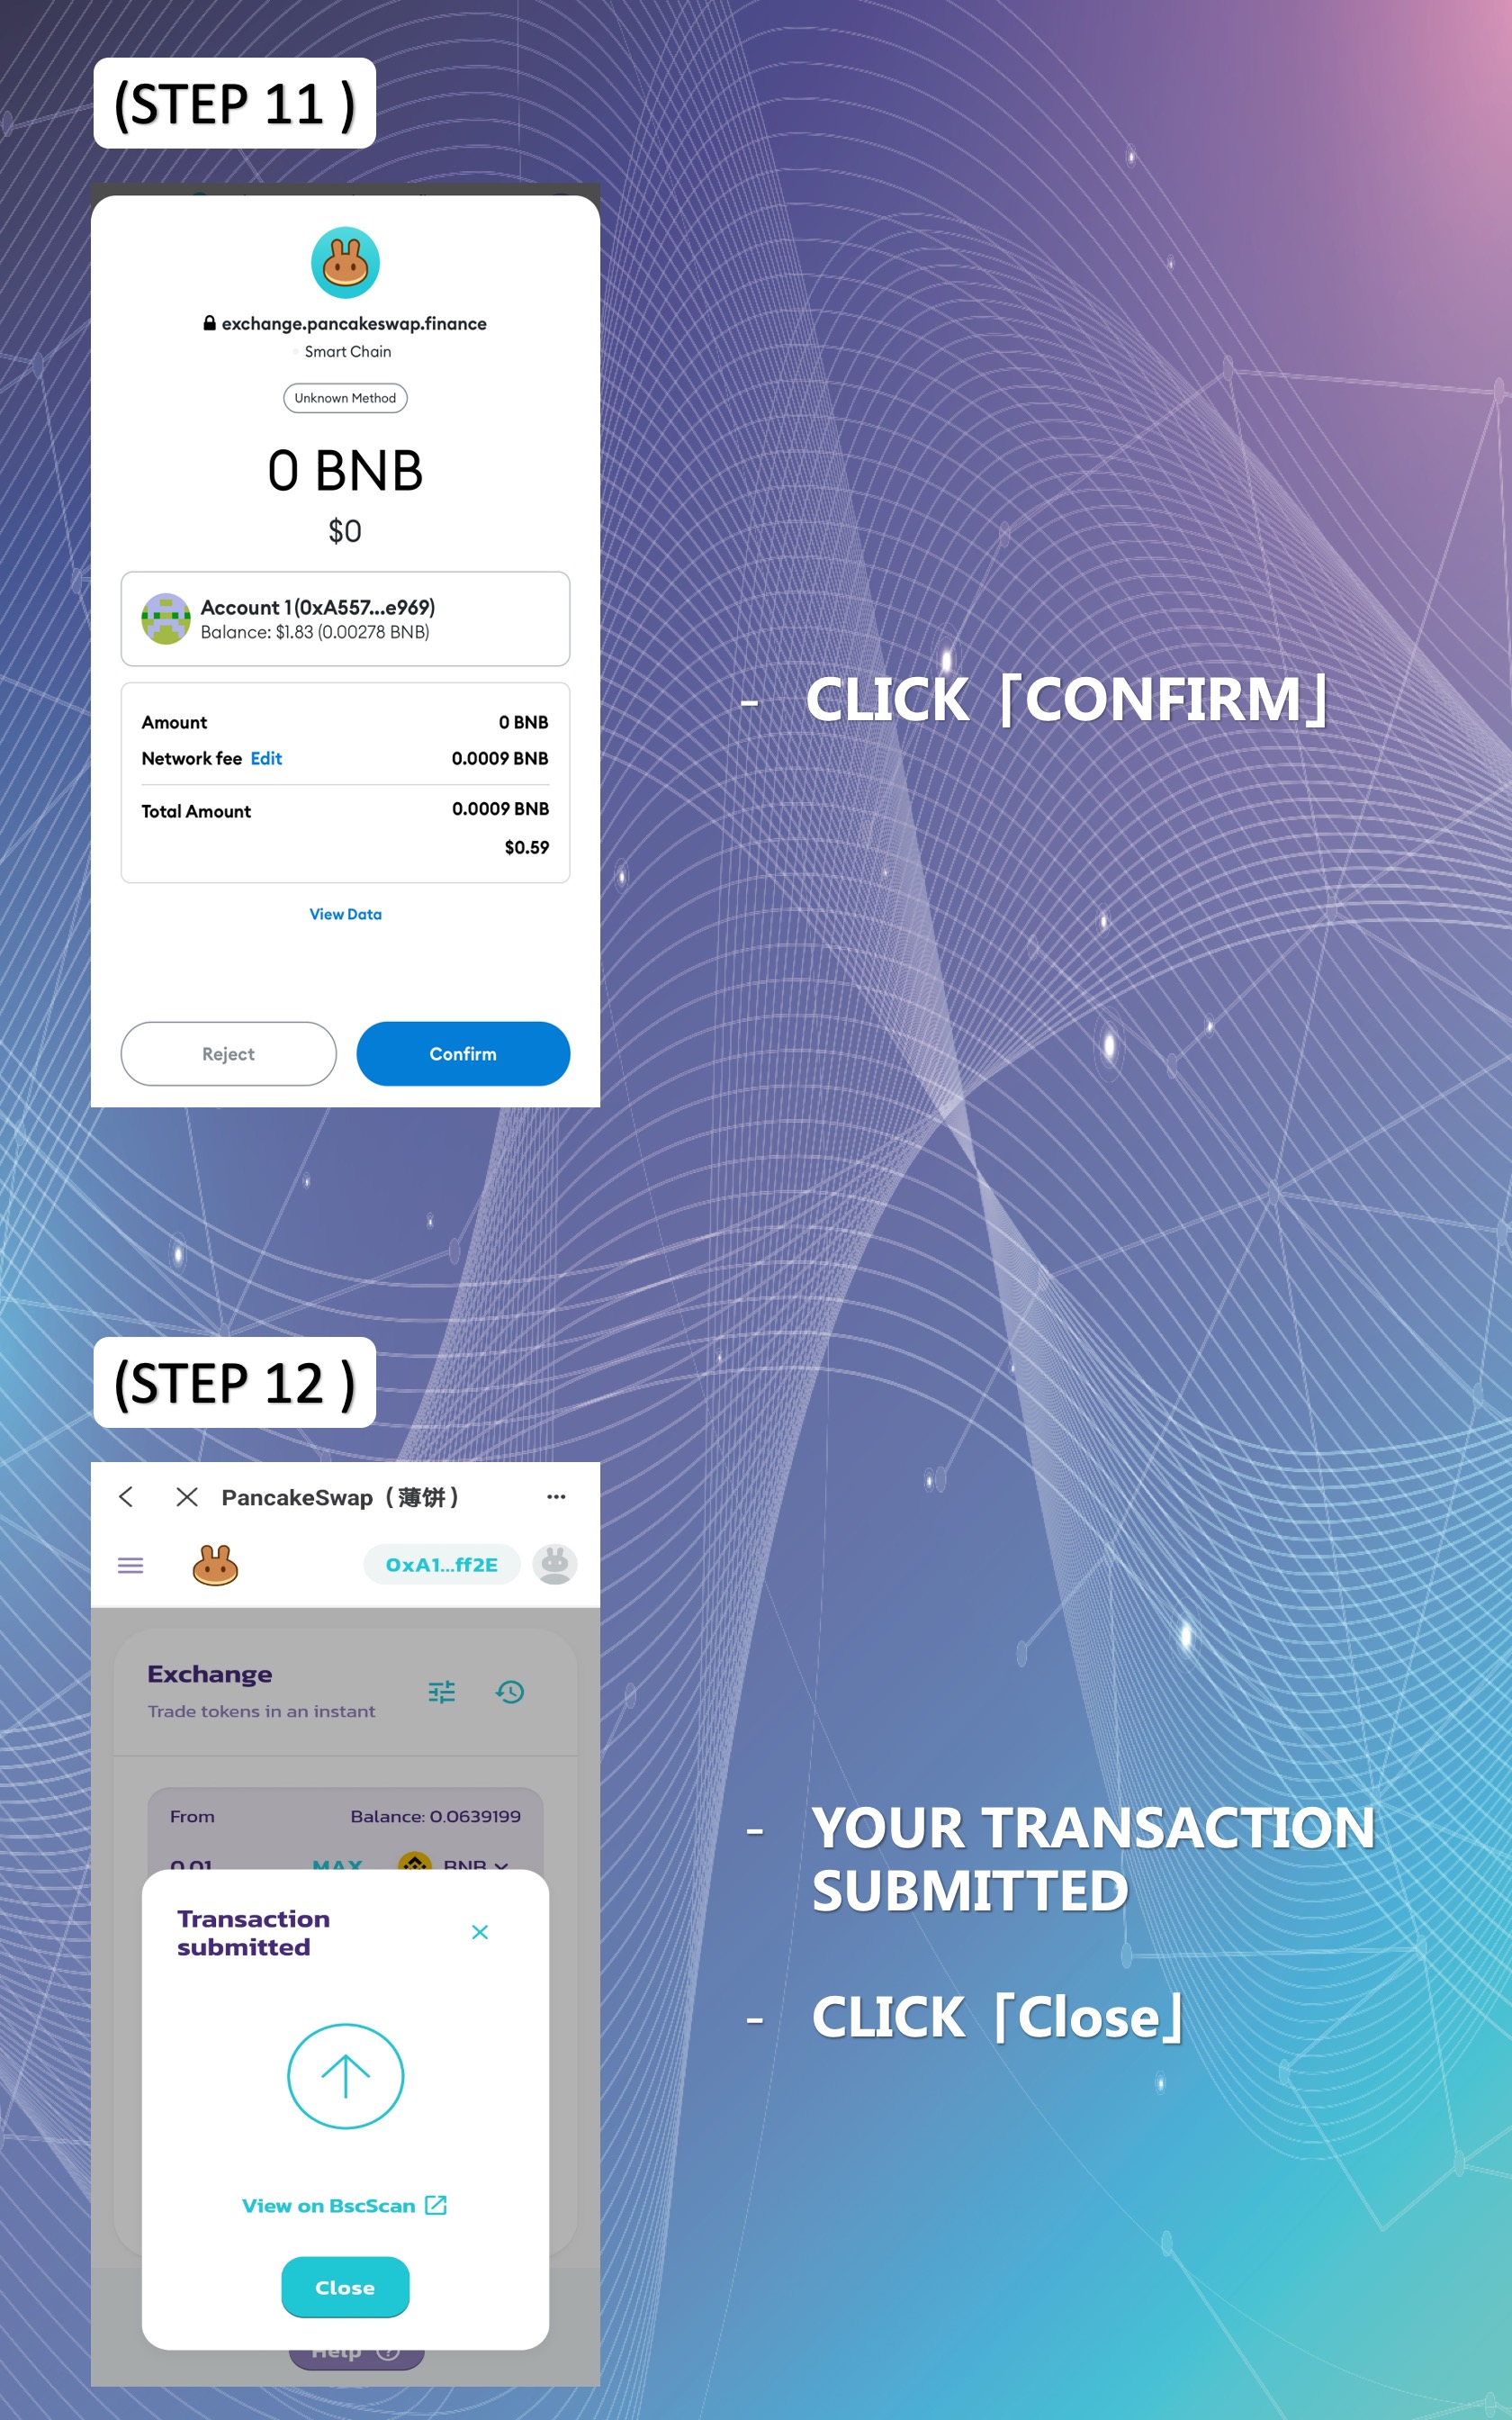 (STEP 11 )
exchange.pancakeswap.finance
Smart Chain
Unknown Method
0 BNB
$0
Account 1 (0xA557...e969)
Balance: $1.83 (0.00278 BNB)
Amount 0 BNB
Network fee Edit 0.0009 BNB
Total Amount 0.0009 BNB
$0.59
View Data
Reject Confirm
- CLICK「CONFIRM」
(STEP 12 )
PancakeSwap（薄饼）
0xA1...ff2E
Exchange
Trade tokens in an instant
From Balance: 0.0639199
0.01 MAX BNB
Transaction
submitted
View on BscScan
Close
Help
- YOUR TRANSACTION
SUBMITTED
- CLICK「Close」